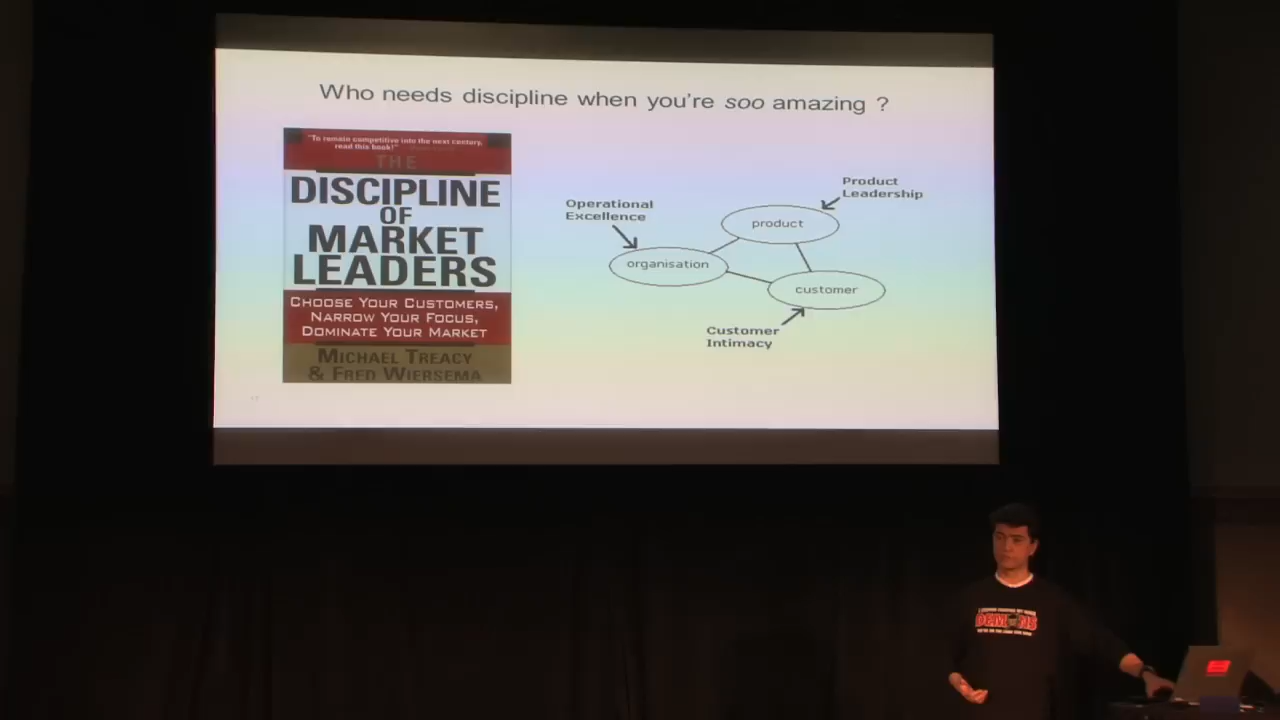 Who needs discipline when you're soo amazing ?
"To remain competitive into the next century,
read this book!"
THE
DISCIPLINE
OF
MARKET
LEADERS
CHOOSE YOUR CUSTOMERS,
NARROW YOUR FOCUS,
DOMINATE YOUR MARKET
MICHAEL TREACY
& FRED WIERSEMA
Operational
Excellence
organisation
Product
Leadership
product
customer
Customer
Intimacy
DEMONS